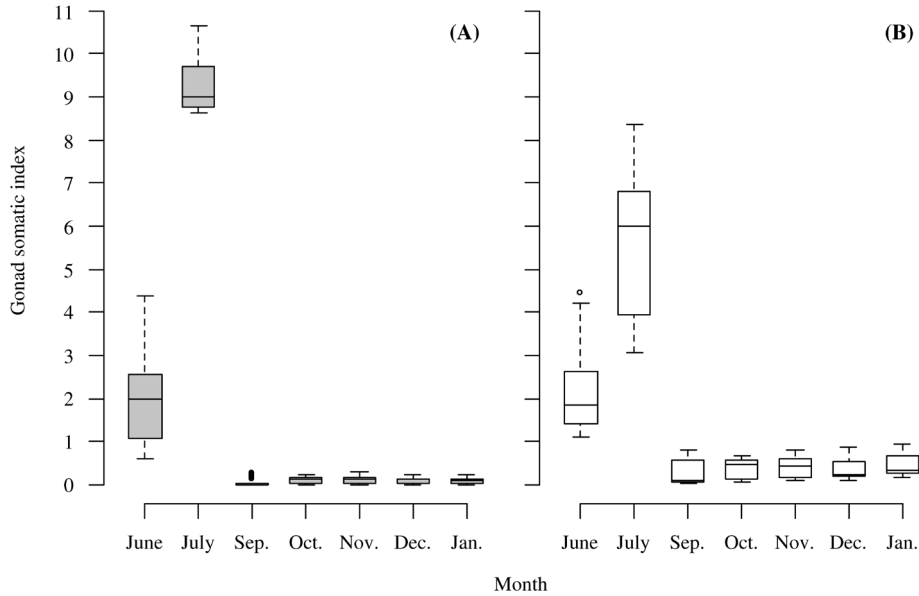 Gonad somatic index
11
10
9
8
7
6
5
4
3
2
1
0
(A)
(B)
June July Sep. Oct. Nov. Dec. Jan.
June July Sep. Oct. Nov. Dec. Jan.
Month